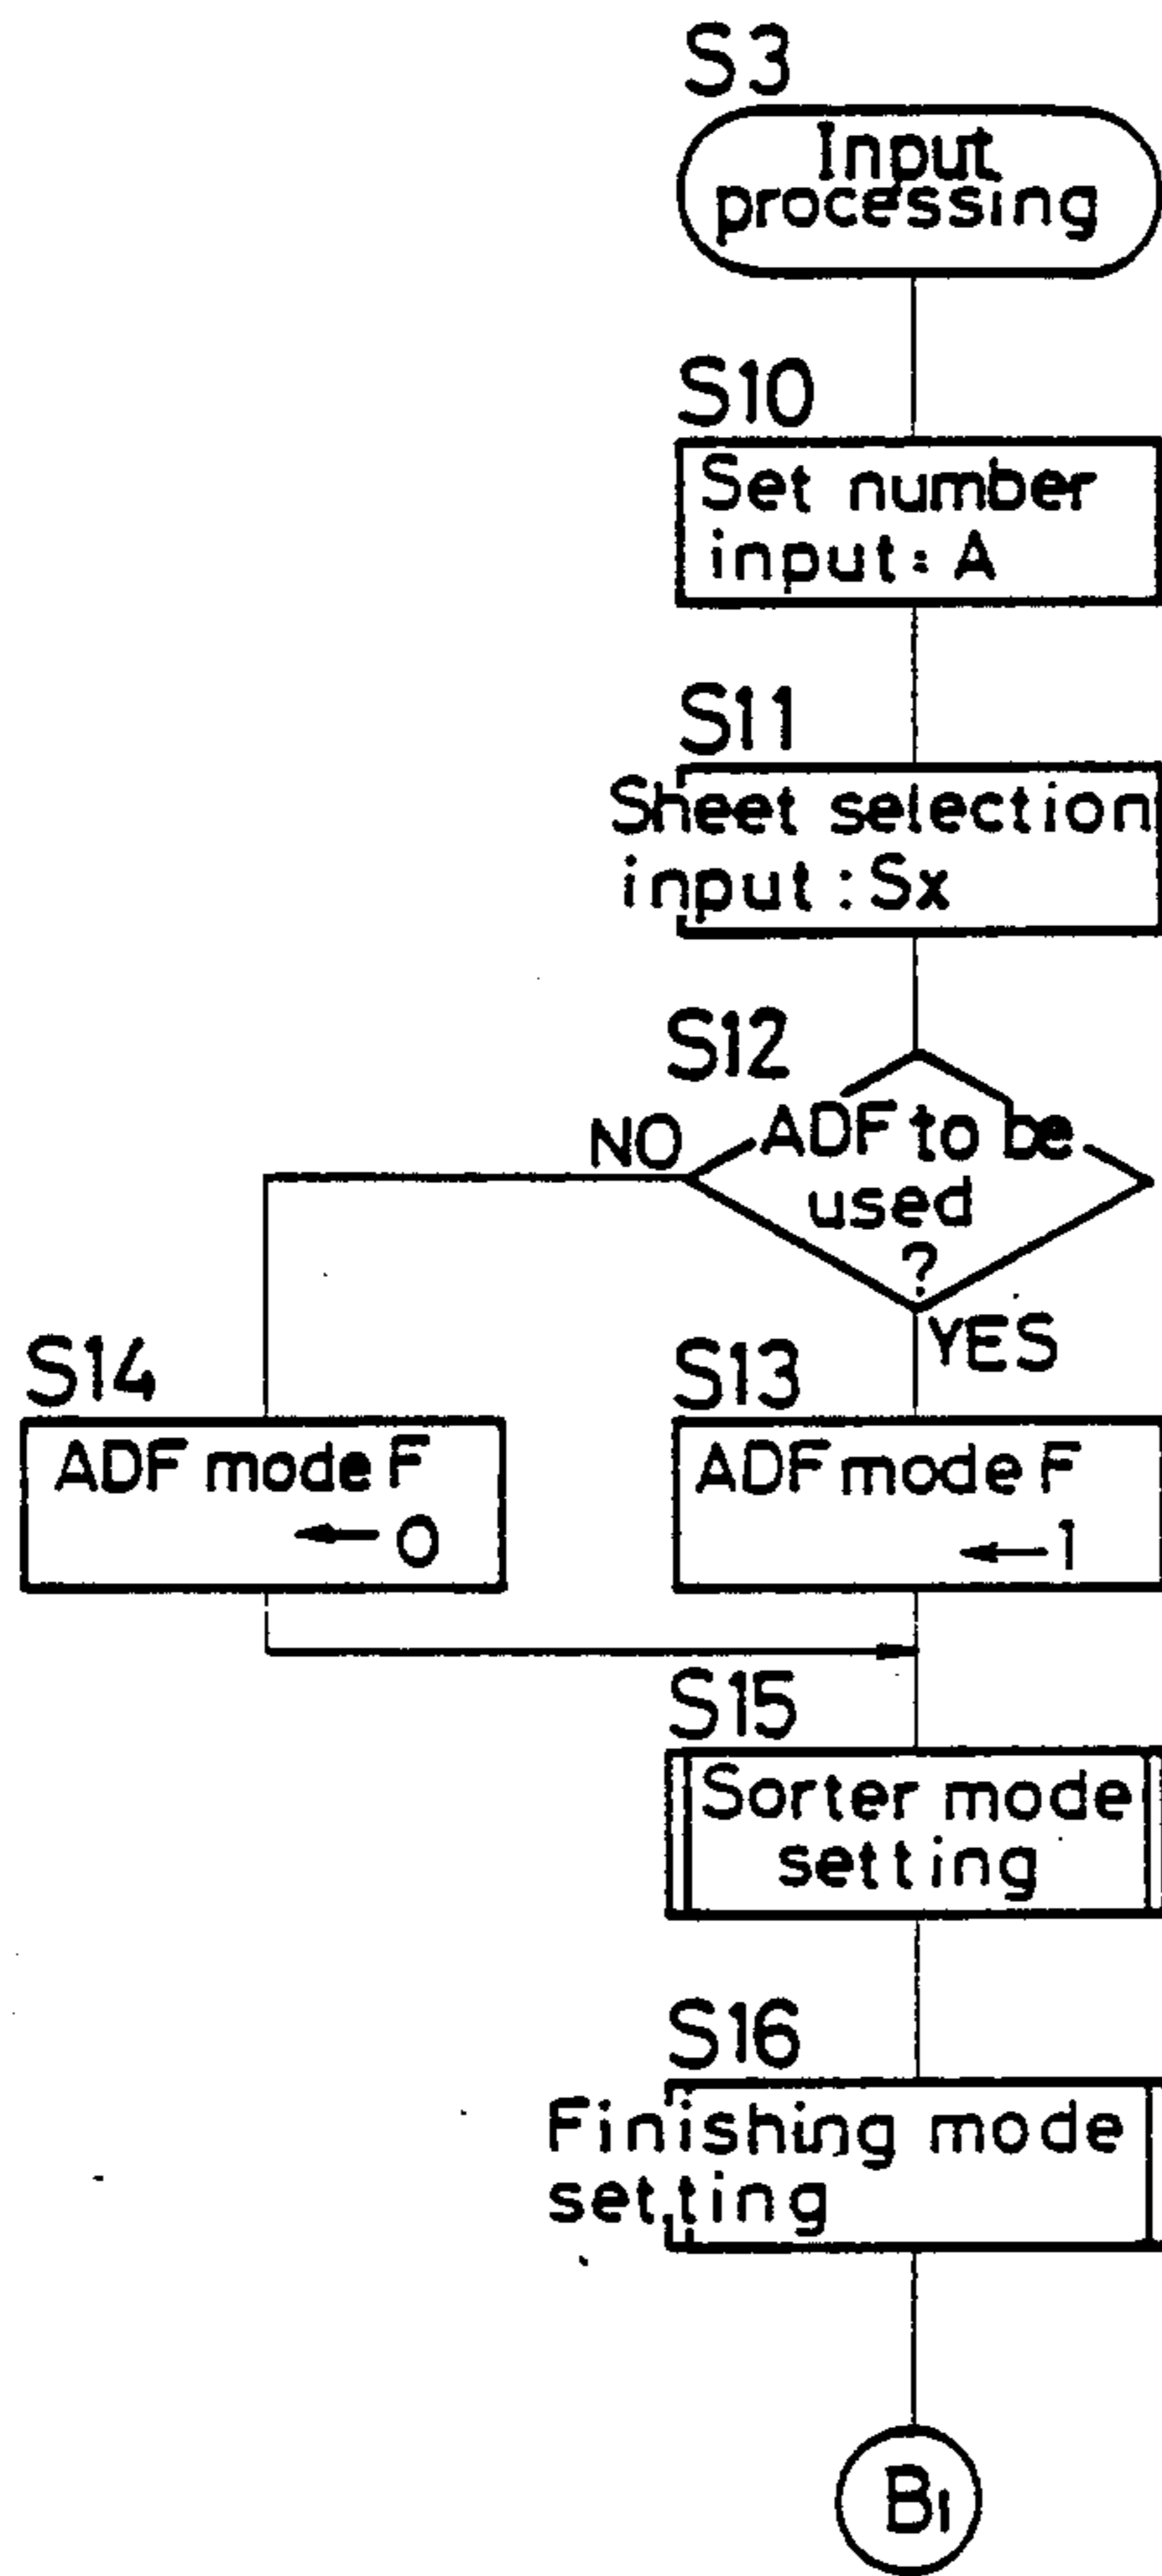 S3
Input
processing
S10
Set number
input: A
S11
Sheet selection
input: Sx
S12
NO
ADF to be
used
?
YES
S14
ADF mode F
← 0
S13
ADF mode F
← 1
S15
Sorter mode
setting
S16
Finishing mode
setting
B1